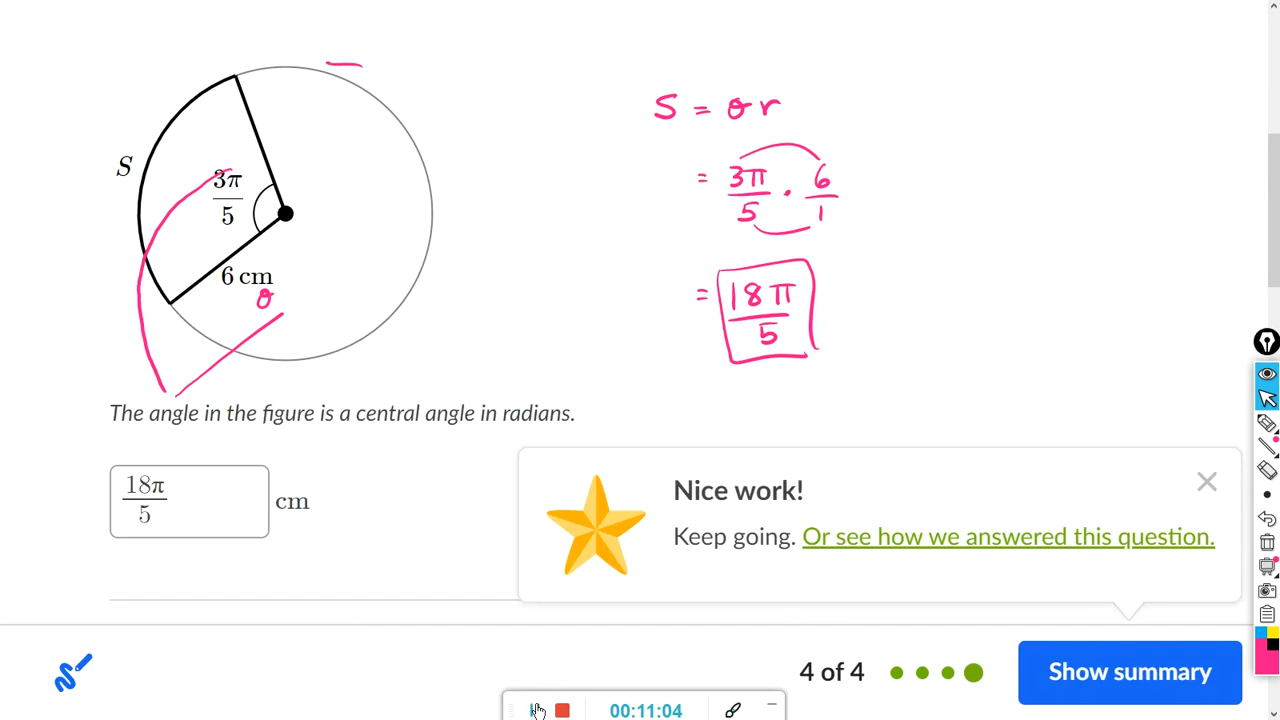 S
3π
5
6 cm
θ
S = θ r
= 3π/5 · 6/1
= 18π/5
The angle in the figure is a central angle in radians.
18π/5 cm
Nice work!
Keep going. Or see how we answered this question.
4 of 4
Show summary
00:11:04